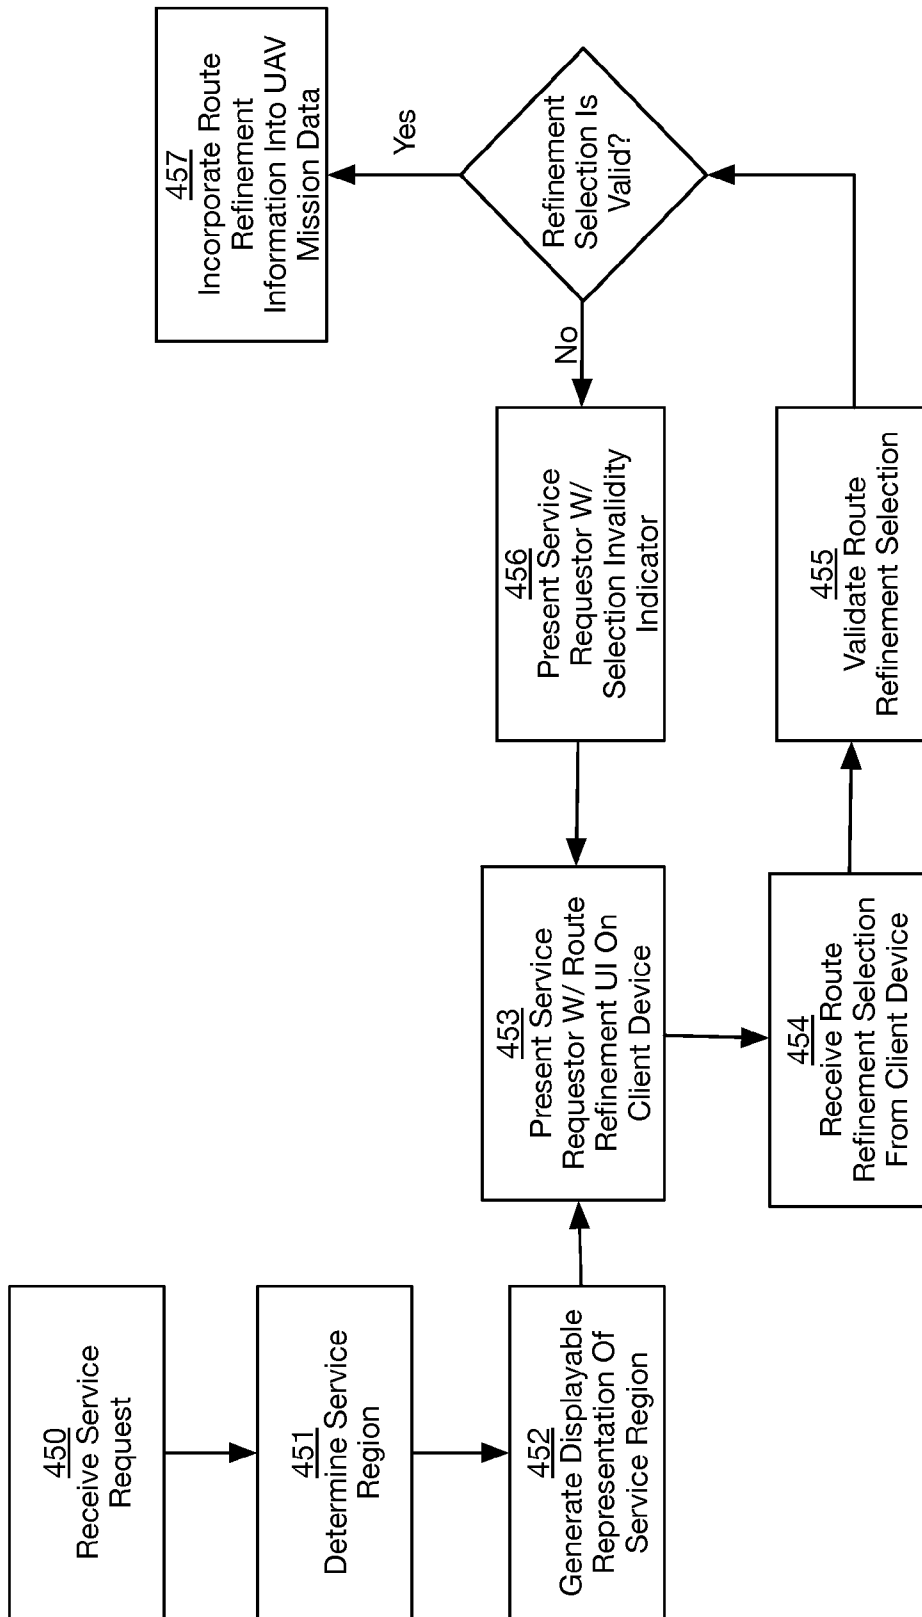 450
Receive Service
Request
451
Determine Service
Region
452
Generate Displayable
Representation Of
Service Region
453
Present Service
Requestor W/ Route
Refinement UI On
Client Device
454
Receive Route
Refinement Selection
From Client Device
455
Validate Route
Refinement Selection
Refinement
Selection Is
Valid?
No
456
Present Service
Requestor W/
Selection Invalidity
Indicator
Yes
457
Incorporate Route
Refinement
Information Into UAV
Mission Data